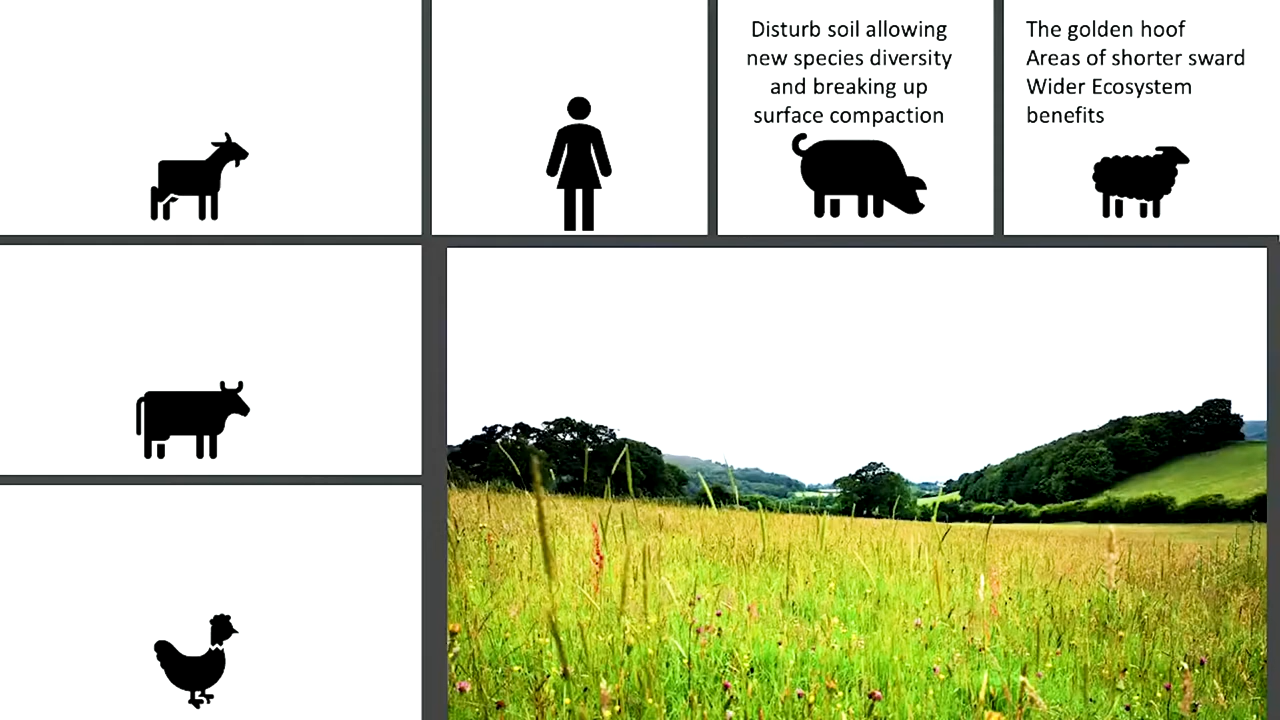 Disturb soil allowing
new species diversity
and breaking up
surface compaction
The golden hoof
Areas of shorter sward
Wider Ecosystem
benefits